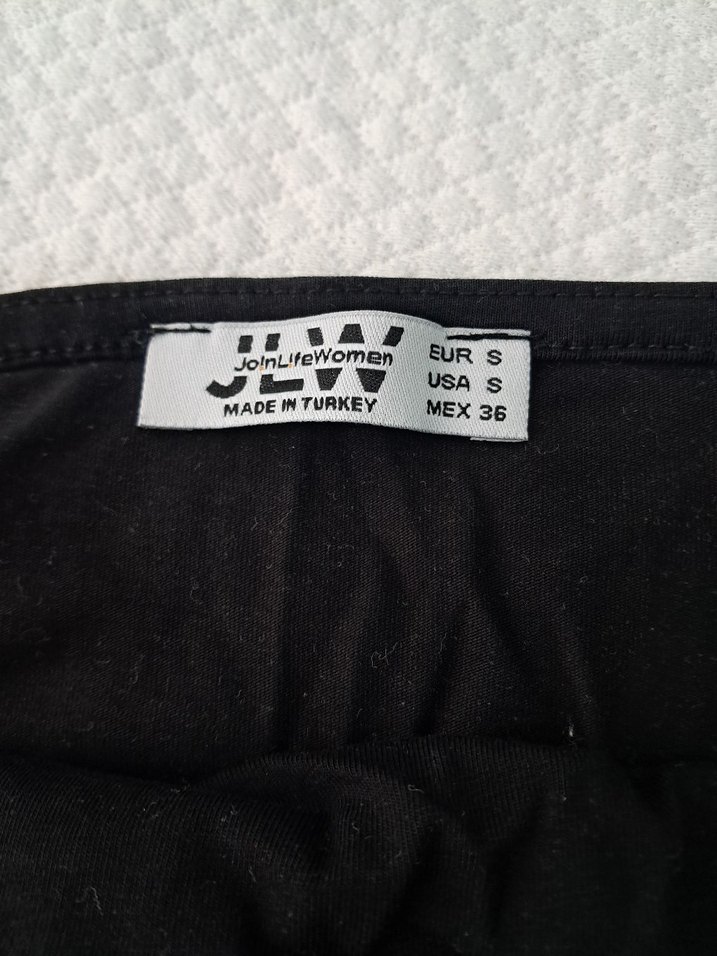 JLW
JoinLifeWomen
MADE IN TURKEY
EUR S
USA S
MEX 36